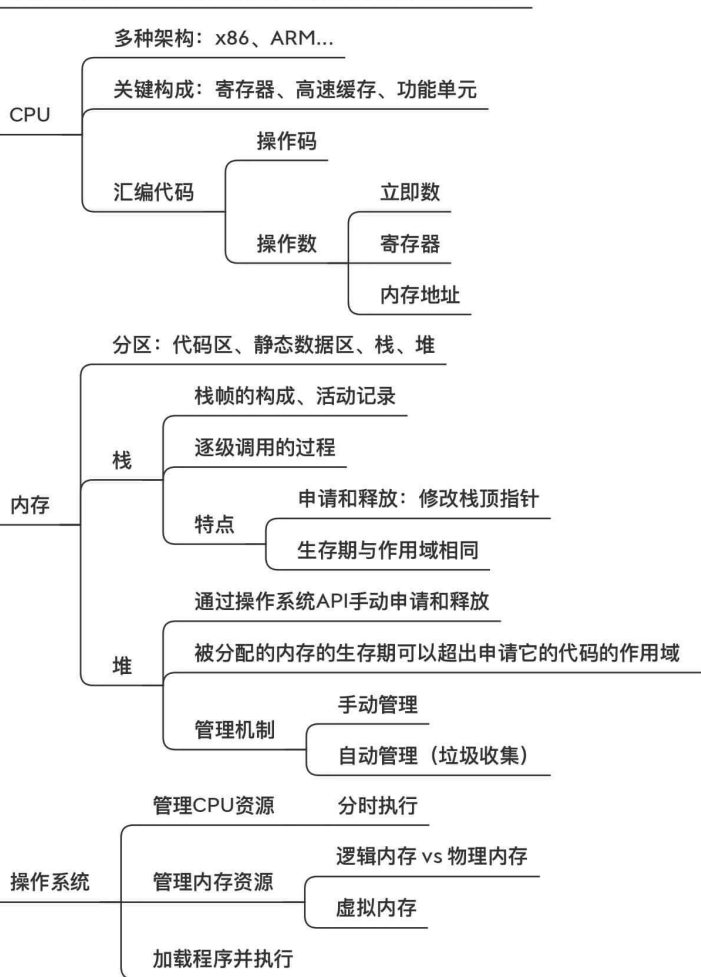 多种架构：x86、ARM...
关键构成：寄存器、高速缓存、功能单元
CPU
操作码
汇编代码
立即数
操作数
寄存器
内存地址
分区：代码区、静态数据区、栈、堆
栈帧的构成、活动记录
栈
逐级调用的过程
内存
申请和释放：修改栈顶指针
特点
生存期与作用域相同
通过操作系统API手动申请和释放
堆
被分配的内存的生存期可以超出申请它的代码的作用域
手动管理
管理机制
自动管理（垃圾收集）
管理CPU资源 分时执行
逻辑内存 vs 物理内存
操作系统 管理内存资源
虚拟内存
加载程序并执行